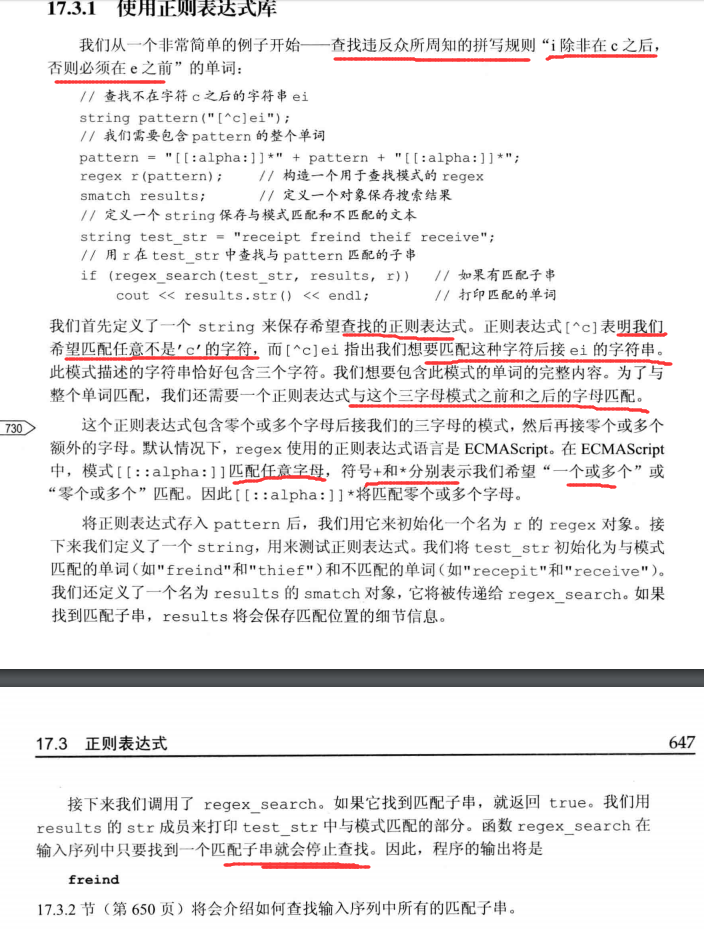 17.3.1 使用正则表达式库
我们从一个非常简单的例子开始——查找违反众所周知的拼写规则“i 除非在 c 之后，
否则必须在 e 之前”的单词：
// 查找不在字符 c 之后的字符串 ei
string pattern("[^c]ei");
// 我们需要包含 pattern 的整个单词
pattern = "[[:alpha:]]*" + pattern + "[[:alpha:]]*";
regex r(pattern); // 构造一个用于查找模式的 regex
smatch results; // 定义一个对象保存搜索结果
// 定义一个 string 保存与模式匹配和不匹配的文本
string test_str = "receipt freind theif receive";
// 用 r 在 test_str 中查找与 pattern 匹配的子串
if (regex_search(test_str, results, r)) // 如果有匹配子串
cout << results.str() << endl; // 打印匹配的单词
我们首先定义了一个 string 来保存希望查找的正则表达式。正则表达式[^c]表明我们
希望匹配任意不是'c'的字符，而[^c]ei 指出我们想要匹配这种字符后接 ei 的字符串。
此模式描述的字符串恰好包含三个字符。我们想要包含此模式的单词的完整内容。为了与
整个单词匹配，我们还需要一个正则表达式与这个三字母模式之前和之后的字母匹配。
730
这个正则表达式包含零个或多个字母后接我们的三字母的模式，然后再接零个或多个
额外的字母。默认情况下，regex 使用的正则表达式语言是 ECMAScript。在 ECMAScript
中，模式[[::alpha:]]匹配任意字母，符号+和*分别表示我们希望“一个或多个”或
“零个或多个”匹配。因此[[::alpha:]]*将匹配零个或多个字母。
将正则表达式存入 pattern 后，我们用它来初始化一个名为 r 的 regex 对象。接
下来我们定义了一个 string，用来测试正则表达式。我们将 test_str 初始化为与模式
匹配的单词（如"freind"和"thief"）和不匹配的单词（如"recepit"和"receive"）。
我们还定义了一个名为 results 的 smatch 对象，它将被传递给 regex_search。如果
找到匹配子串，results 将会保存匹配位置的细节信息。
17.3 正则表达式 647
接下来我们调用了 regex_search。如果它找到匹配子串，就返回 true。我们用
results 的 str 成员来打印 test_str 中与模式匹配的部分。函数 regex_search 在
输入序列中只要找到一个匹配子串就会停止查找。因此，程序的输出将是
freind
17.3.2 节（第 650 页）将会介绍如何查找输入序列中所有的匹配子串。